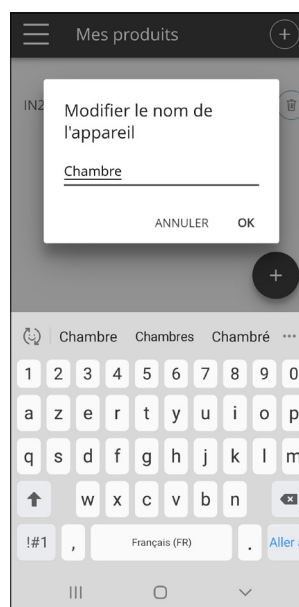 Mes produits
+
IN2
Modifier le nom de
l'appareil
Chambre
ANNULER OK
+
Chambre Chambres Chambré ...
1 2 3 4 5 6 7 8 9 0
a z e r t y u i o p
q s d f g h j k l m
w x c v b n
!#1 , Français (FR) . Aller